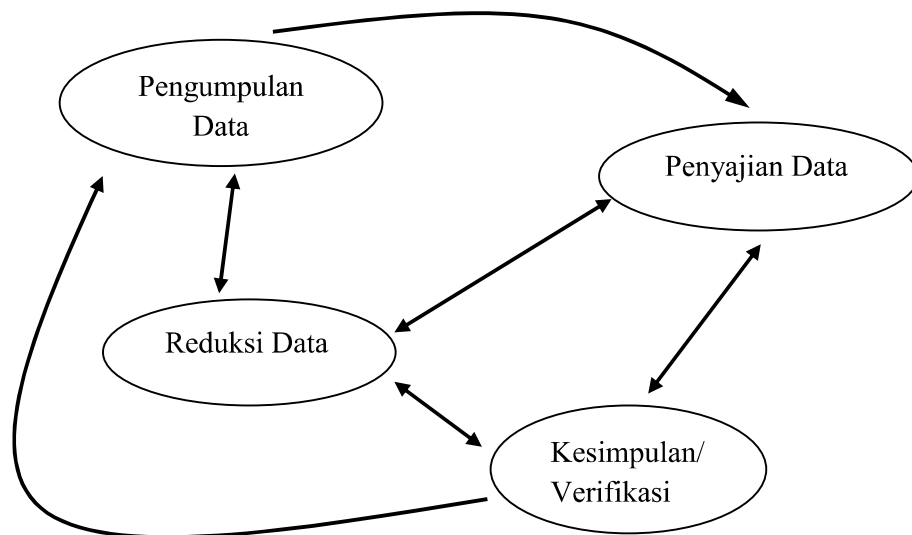 Pengumpulan
Data
Penyajian Data
Reduksi Data
Kesimpulan/
Verifikasi